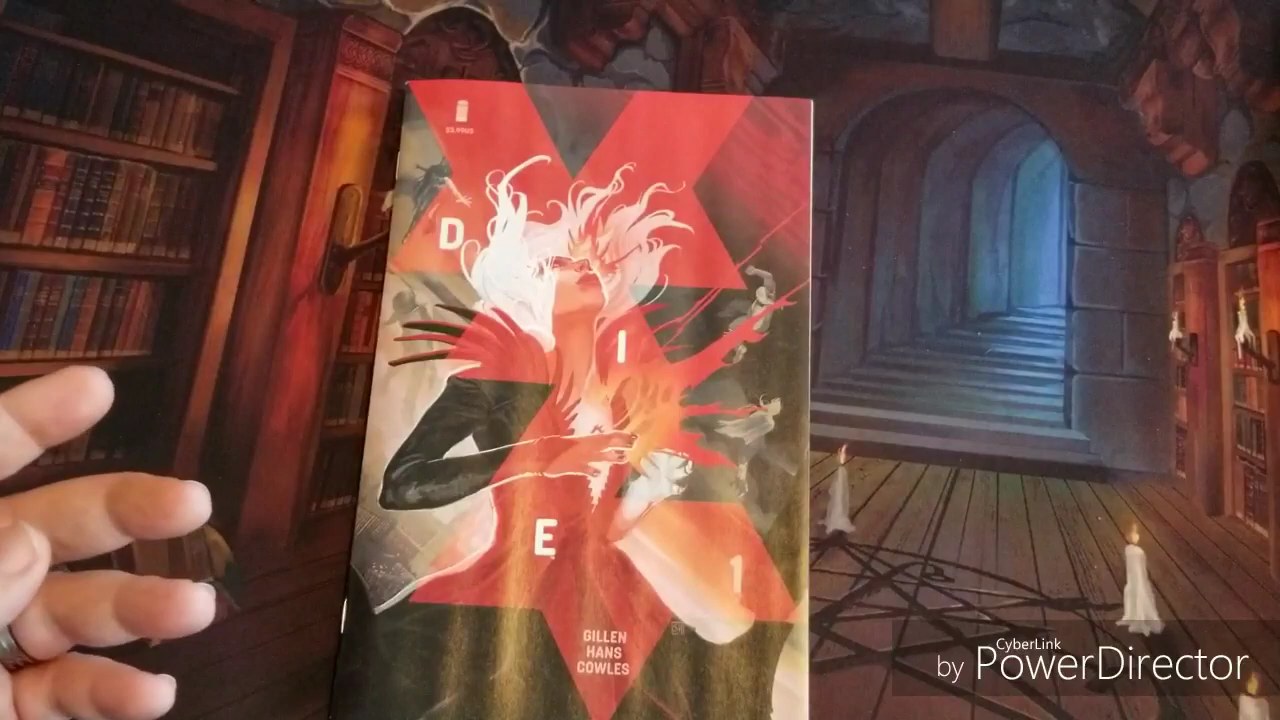 $3.99US
D
I
E
1
GILLEN
HANS
COWLES
CyberLink
by PowerDirector